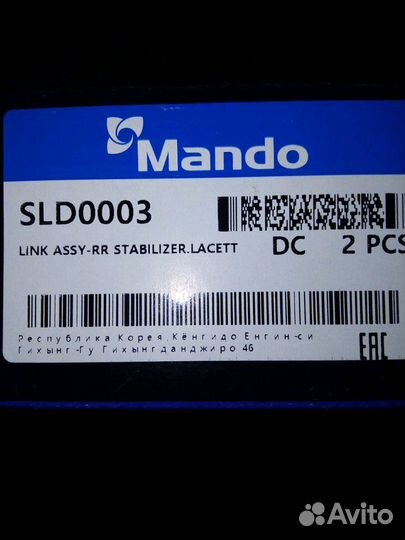 Mando
SLD0003
LINK ASSY-RR STABILIZER.LACETT
DC 2 PCS
Республика Корея, Кёнгидо Енгин-си
Гихынг-Гу Гихынгданджиро 46
EAC
Avito